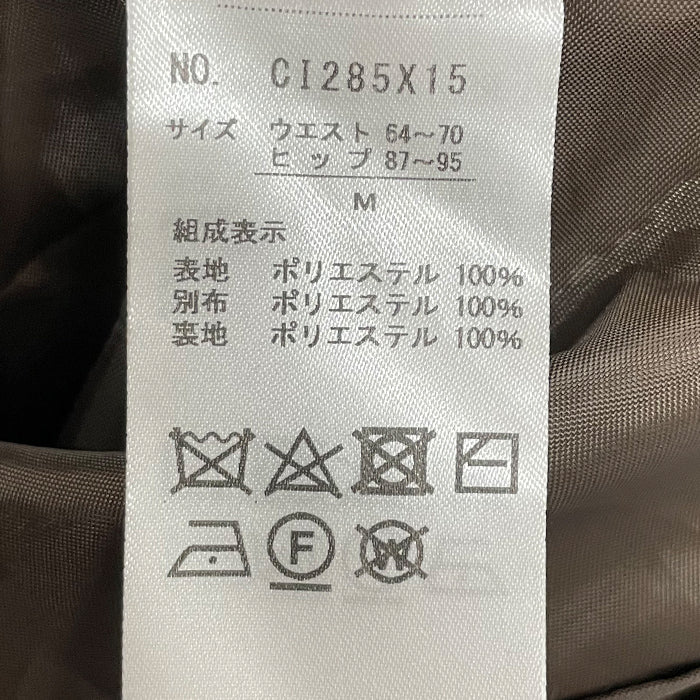 NO. CI285X15
サイズ ウエスト 64～70
ヒップ 87～95
M
組成表示
表地 ポリエステル 100%
別布 ポリエステル 100%
裏地 ポリエステル 100%
F
W